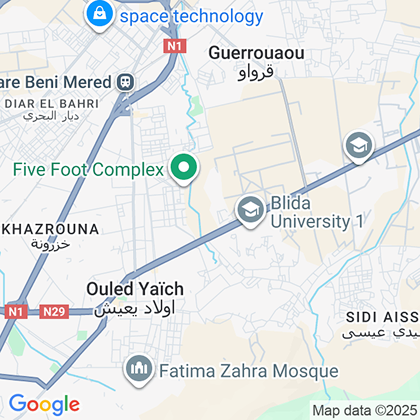 space technology
N1
Guerrouaou
قرواو
are Beni Mered
DIAR EL BAHRI
ديار البحري
Five Foot Complex
Blida
University 1
KHAZROUNA
خزرونة
Ouled Yaïch
اولاد يعيش
N1
N29
SIDI AISS
يدي عيسى
Fatima Zahra Mosque
Google
Map data ©2025